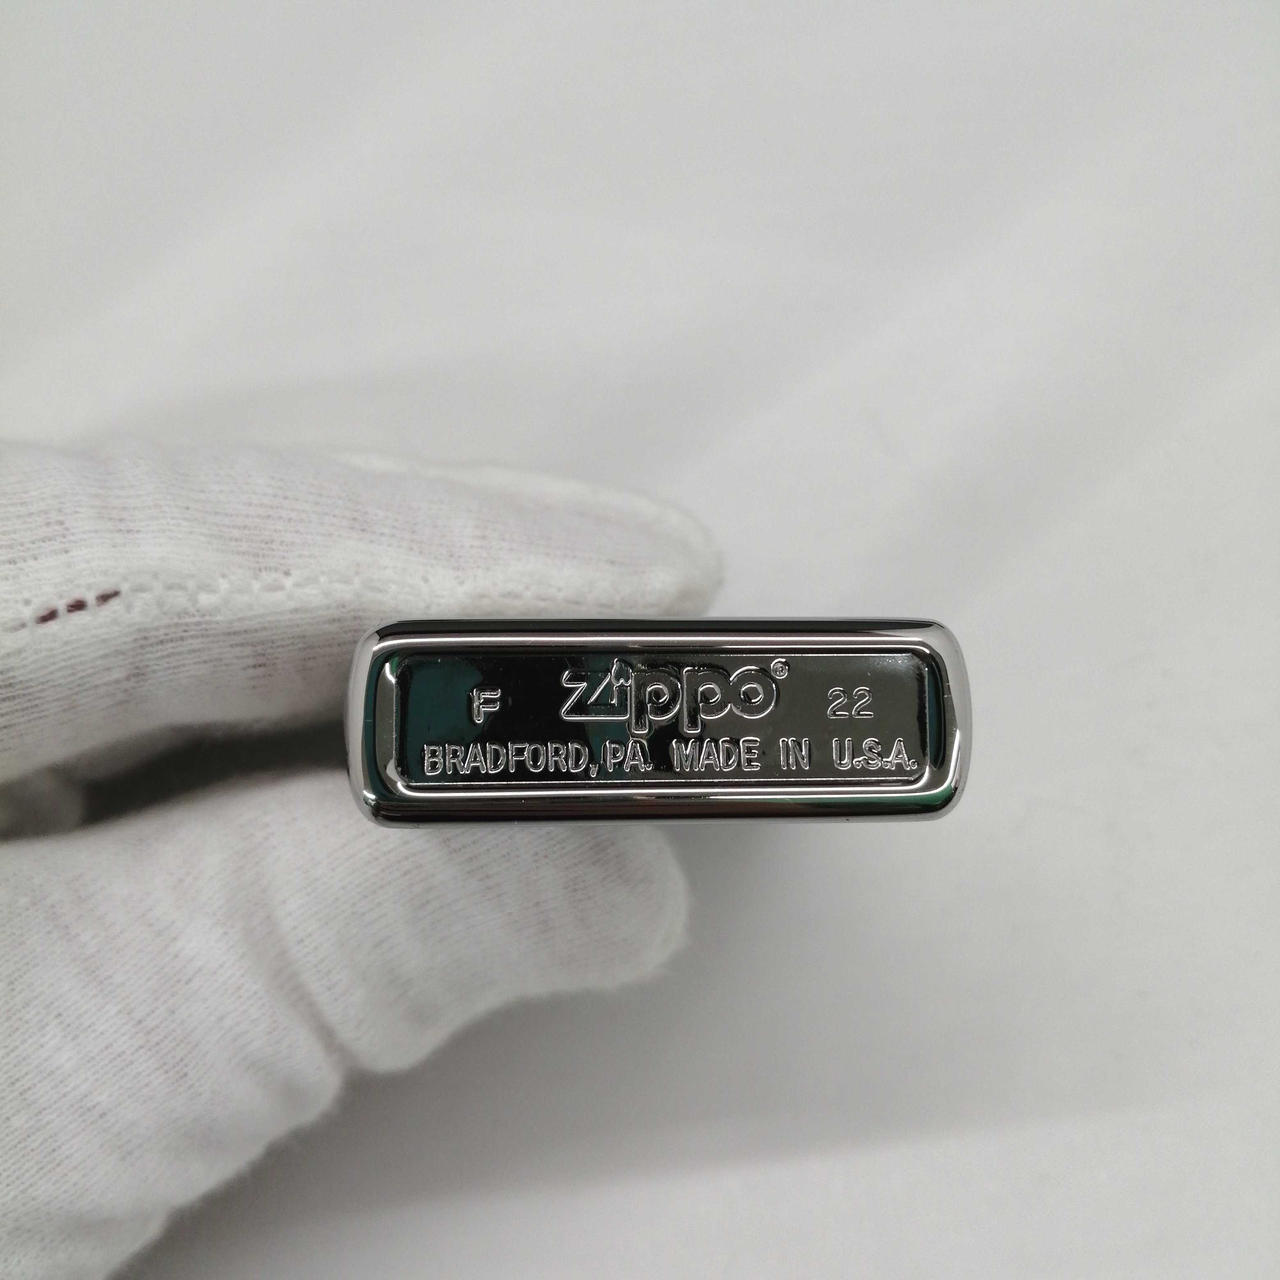 F Zippo® 22
BRADFORD, PA. MADE IN U.S.A.